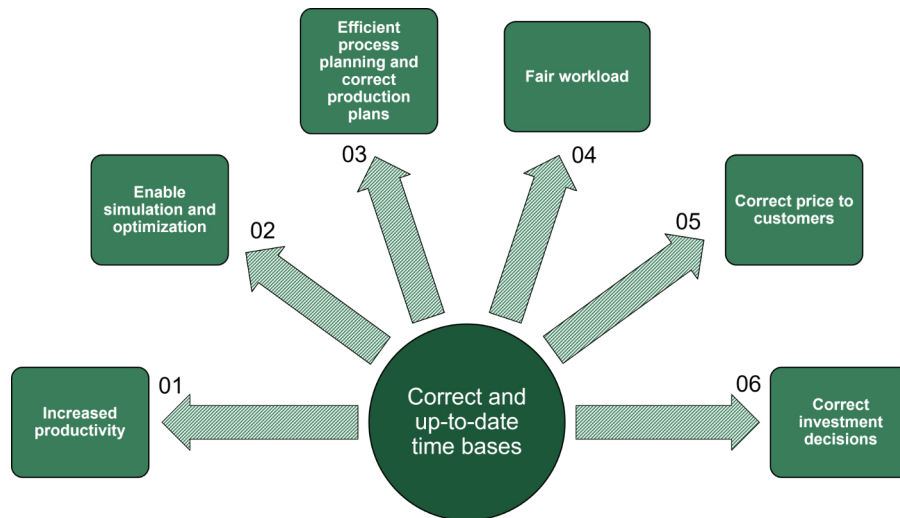 01
Increased
productivity
02
Enable
simulation and
optimization
03
Efficient
process
planning and
correct
production
plans
04
Fair workload
05
Correct price to
customers
06
Correct
investment
decisions
Correct and
up-to-date
time bases